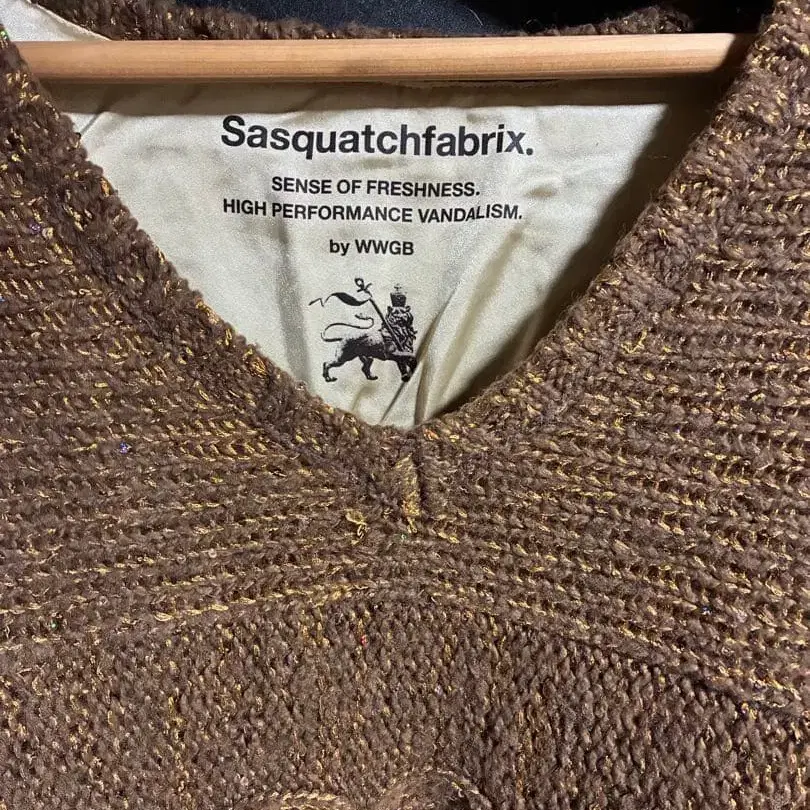 Sasquatchfabrix.
SENSE OF FRESHNESS.
HIGH PERFORMANCE VANDALISM.
by WWGB